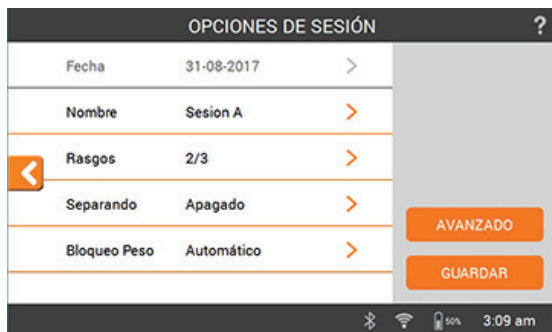 OPCIONES DE SESIÓN ?
Fecha 31-08-2017
Nombre Sesion A
Rasgos 2/3
Separando Apagado
Bloqueo Peso Automático
AVANZADO
GUARDAR
50% 3:09 am